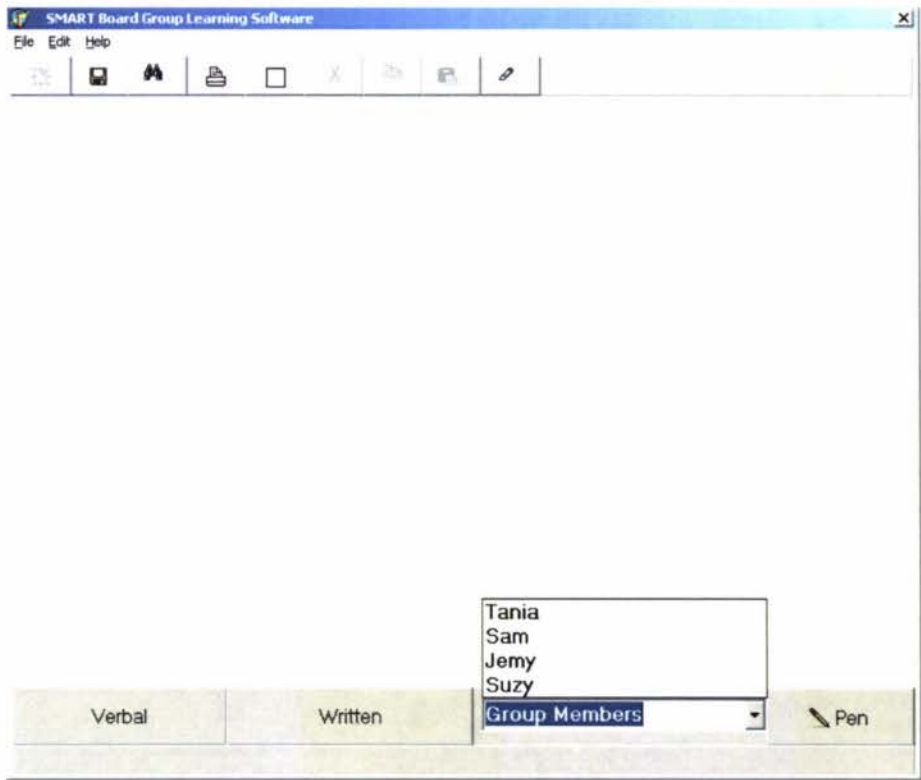 SMART Board Group Learning Software
File Edit Help
Tania
Sam
Jemy
Suzy
Verbal
Written
Group Members
Pen